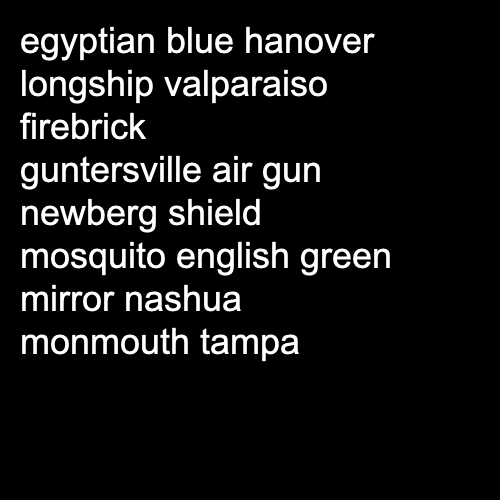 egyptian blue hanover
longship valparaiso
firebrick
guntersville air gun
newberg shield
mosquito english green
mirror nashua
monmouth tampa